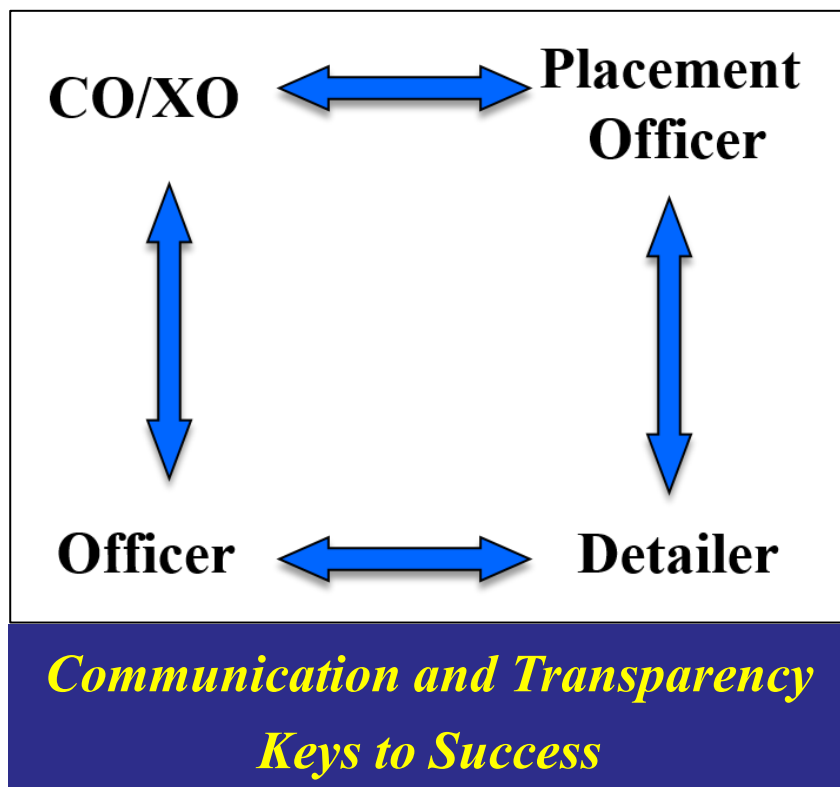 CO/XO
Placement
Officer
Officer
Detailer
Communication and Transparency
Keys to Success